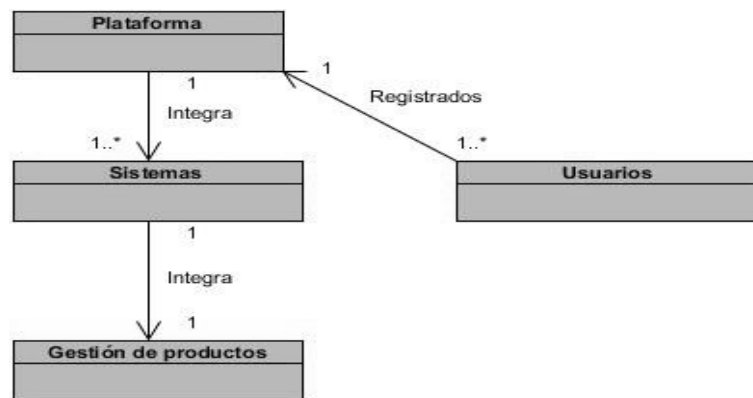 Plataforma
1
1
Registrados
Integra
1..*
1..*
Sistemas
Usuarios
1
Integra
1
Gestión de productos